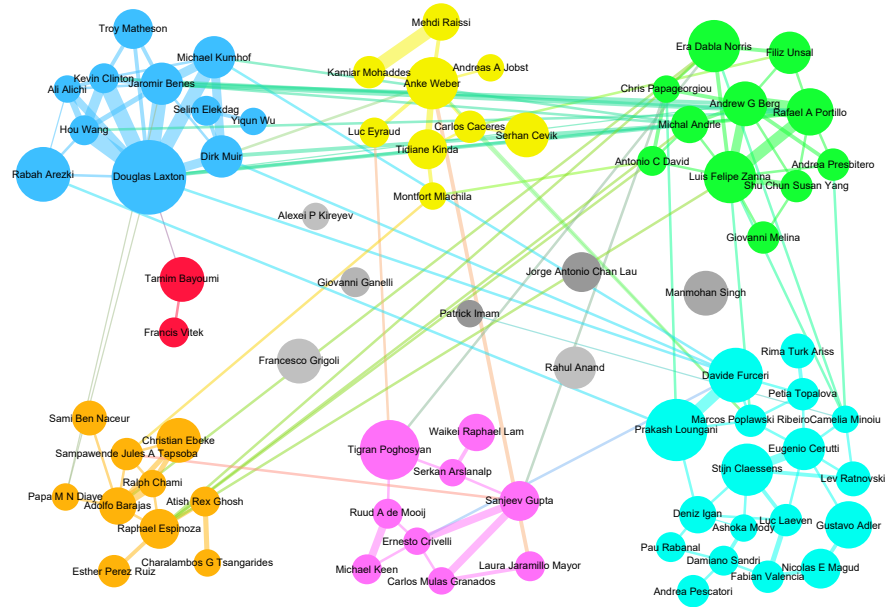 Mehdi Raissi
Troy Matheson
Era Dabla Norris
Filiz Unsal
Michael Kumhof
Andreas A Jobst
Kamiar Mohaddes
Kevin Clinton
Jaromir Benes
Anke Weber
Ali Alichi
Chris Papageorgiou
Andrew G Berg
Rafael A Portillo
Selim Elekdag
Yiqun Wu
Hou Wang
Luc Eyraud
Carlos Caceres
Serhan Cevik
Michal Andrle
Dirk Muir
Tidiane Kinda
Antonio C David
Andrea Presbitero
Rabah Arezki
Douglas Laxton
Luis Felipe Zanna
Shu Chun Susan Yang
Montfort Mlachila
Alexei P Kireyev
Giovanni Melina
Tamim Bayoumi
Giovanni Ganelli
Jorge Antonio Chan Lau
Manmohan Singh
Patrick Imam
Francis Vitek
Francesco Grigoli
Rahul Anand
Rima Turk Ariss
Davide Furceri
Petia Topalova
Sami Ben Naceur
Christian Ebeke
Waikei Raphael Lam
Prakash Loungani
Marcos Poplawski Ribeiro
Camelia Minoiu
Sampawende Jules A Tapsoba
Tigran Poghosyan
Eugenio Cerutti
Serkan Arslanalp
Stijn Claessens
Lev Ratnovski
Ralph Chami
Papa M N Diaye
Adolfo Barajas
Atish Rex Ghosh
Sanjeev Gupta
Ruud A de Mooij
Deniz Igan
Luc Laeven
Ashoka Mody
Gustavo Adler
Raphael Espinoza
Ernesto Crivelli
Pau Rabanal
Damiano Sandri
Esther Perez Ruiz
Charalambos G Tsangarides
Michael Keen
Carlos Mulas Granados
Laura Jaramillo Mayor
Fabian Valencia
Nicolas E Magud
Andrea Pescatori